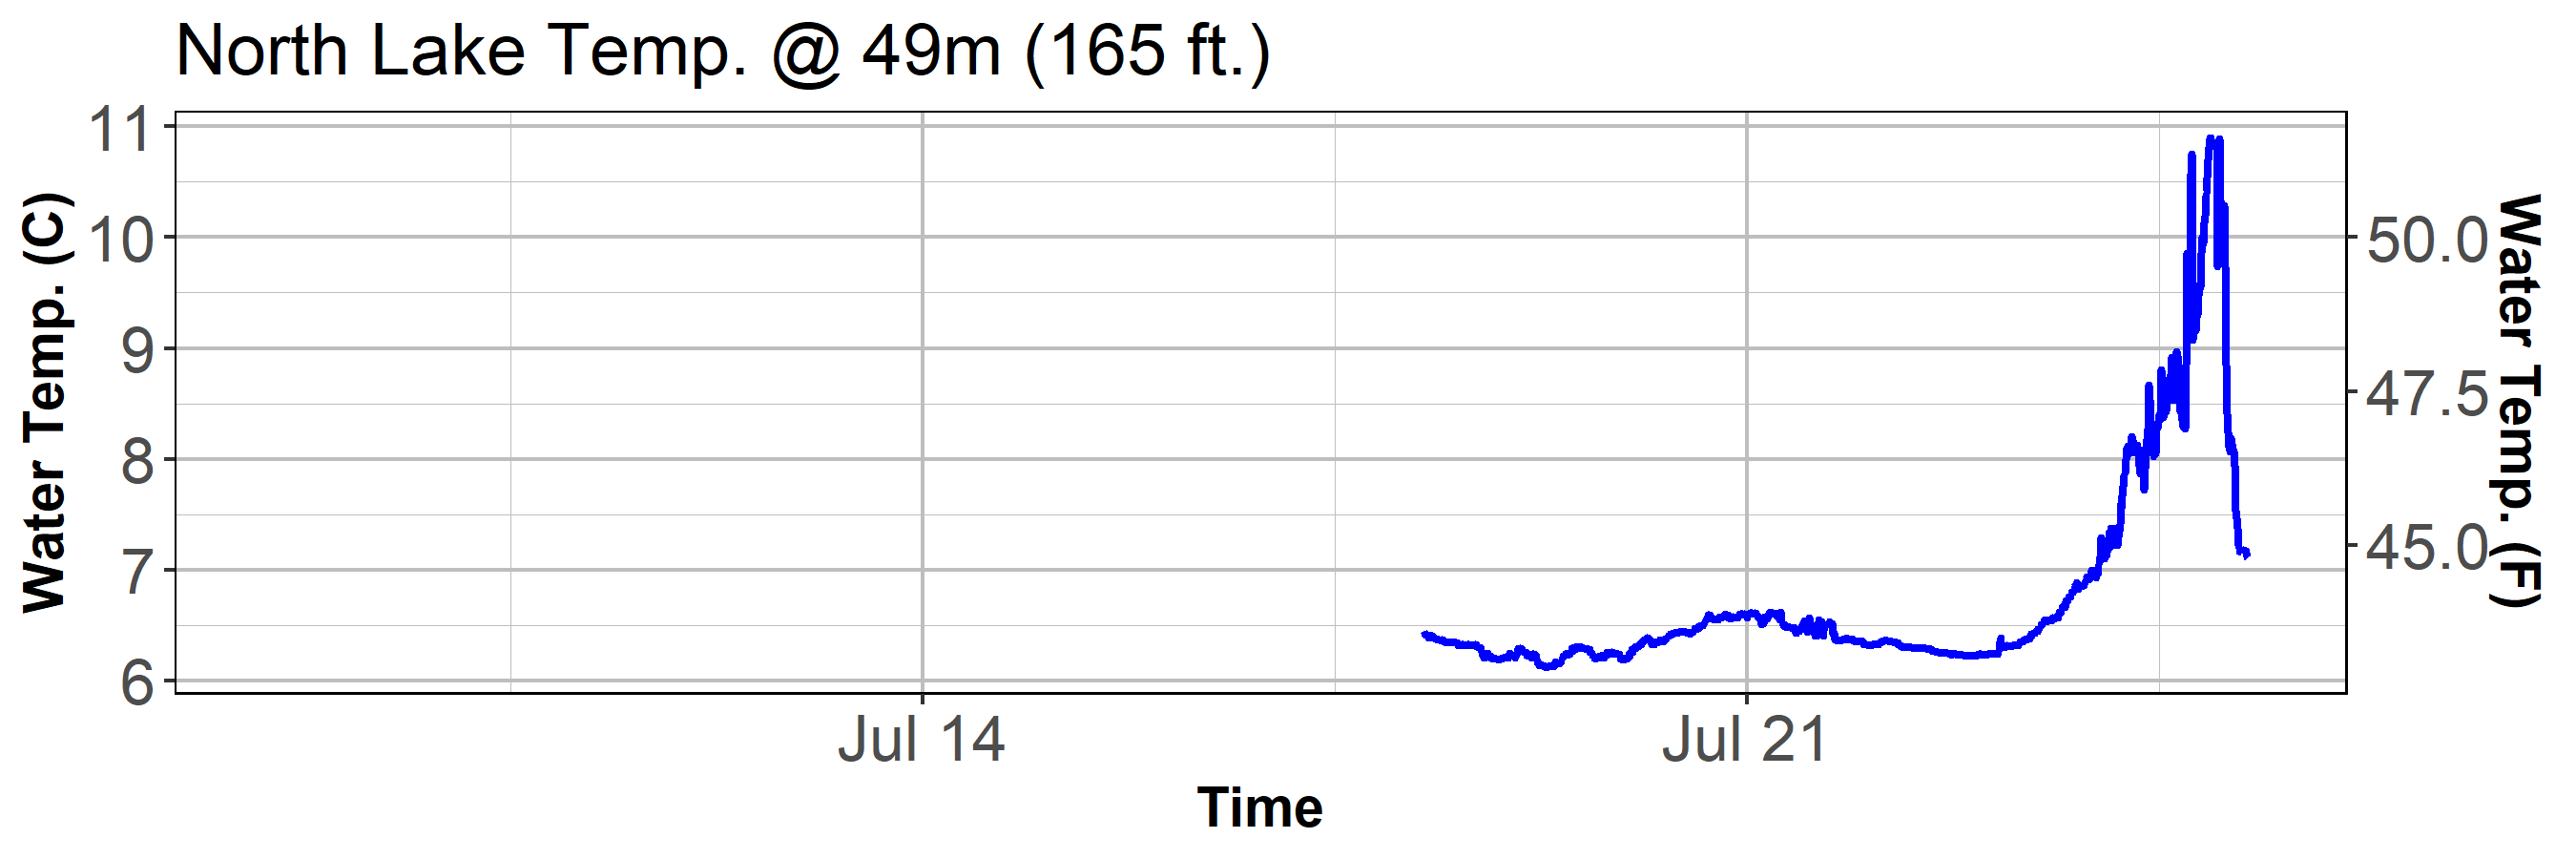 North Lake Temp. @ 49m (165 ft.)
Water Temp. (C)
11
10
9
8
7
6
50.0
47.5
45.0
Water Temp. (F)
Jul 14
Jul 21
Time